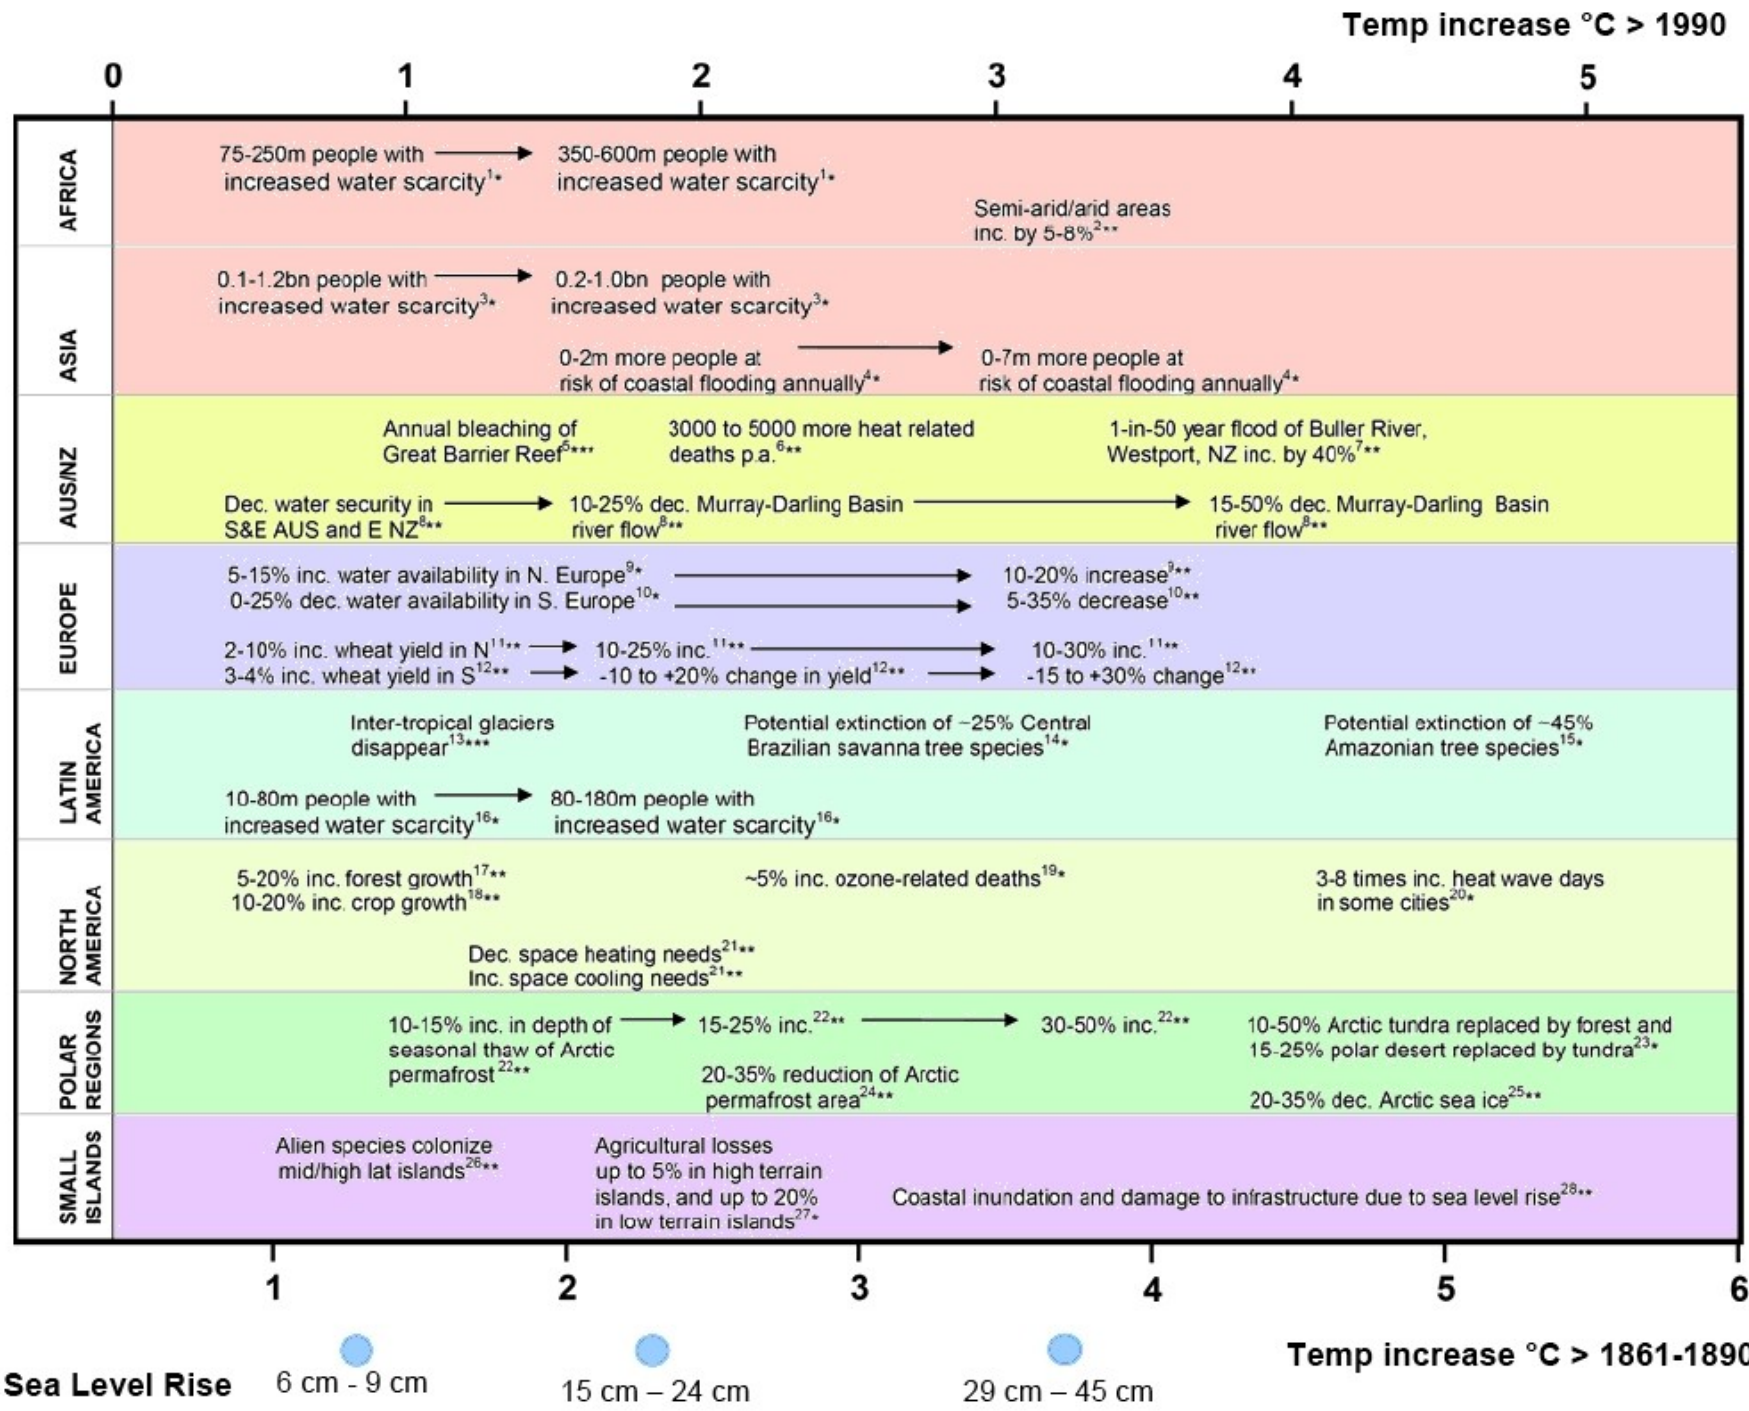 Temp increase °C > 1990
0 1 2 3 4 5
AFRICA
75-250m people with
increased water scarcity1*
350-600m people with
increased water scarcity1*
Semi-arid/arid areas
inc. by 5-8%2**
ASIA
0.1-1.2bn people with
increased water scarcity3*
0.2-1.0bn people with
increased water scarcity3*
0-2m more people at
risk of coastal flooding annually4*
0-7m more people at
risk of coastal flooding annually4*
AUS/NZ
Annual bleaching of
Great Barrier Reef5***
3000 to 5000 more heat related
deaths p.a.6**
1-in-50 year flood of Buller River,
Westport, NZ inc. by 40%7**
Dec. water security in
S&E AUS and E NZ8**
10-25% dec. Murray-Darling Basin
river flow8**
15-50% dec. Murray-Darling Basin
river flow8**
EUROPE
5-15% inc. water availability in N. Europe9*
10-20% increase9**
0-25% dec. water availability in S. Europe10*
5-35% decrease10**
2-10% inc. wheat yield in N11**
10-25% inc.11**
10-30% inc.11**
3-4% inc. wheat yield in S12**
-10 to +20% change in yield12**
-15 to +30% change12**
LATIN
AMERICA
Inter-tropical glaciers
disappear13***
Potential extinction of ~25% Central
Brazilian savanna tree species14*
Potential extinction of ~45%
Amazonian tree species15*
10-80m people with
increased water scarcity16*
80-180m people with
increased water scarcity16*
NORTH
AMERICA
5-20% inc. forest growth17**
10-20% inc. crop growth18**
~5% inc. ozone-related deaths19*
3-8 times inc. heat wave days
in some cities20*
Dec. space heating needs21**
Inc. space cooling needs21**
POLAR
REGIONS
10-15% inc. in depth of
seasonal thaw of Arctic
permafrost22**
15-25% inc.22**
30-50% inc.22**
10-50% Arctic tundra replaced by forest and
15-25% polar desert replaced by tundra23*
20-35% reduction of Arctic
permafrost area24**
20-35% dec. Arctic sea ice25**
SMALL
ISLANDS
Alien species colonize
mid/high lat islands26**
Agricultural losses
up to 5% in high terrain
islands, and up to 20%
in low terrain islands27*
Coastal inundation and damage to infrastructure due to sea level rise28**
1 2 3 4 5 6
Temp increase °C > 1861-1890
Sea Level Rise
6 cm - 9 cm
15 cm – 24 cm
29 cm – 45 cm